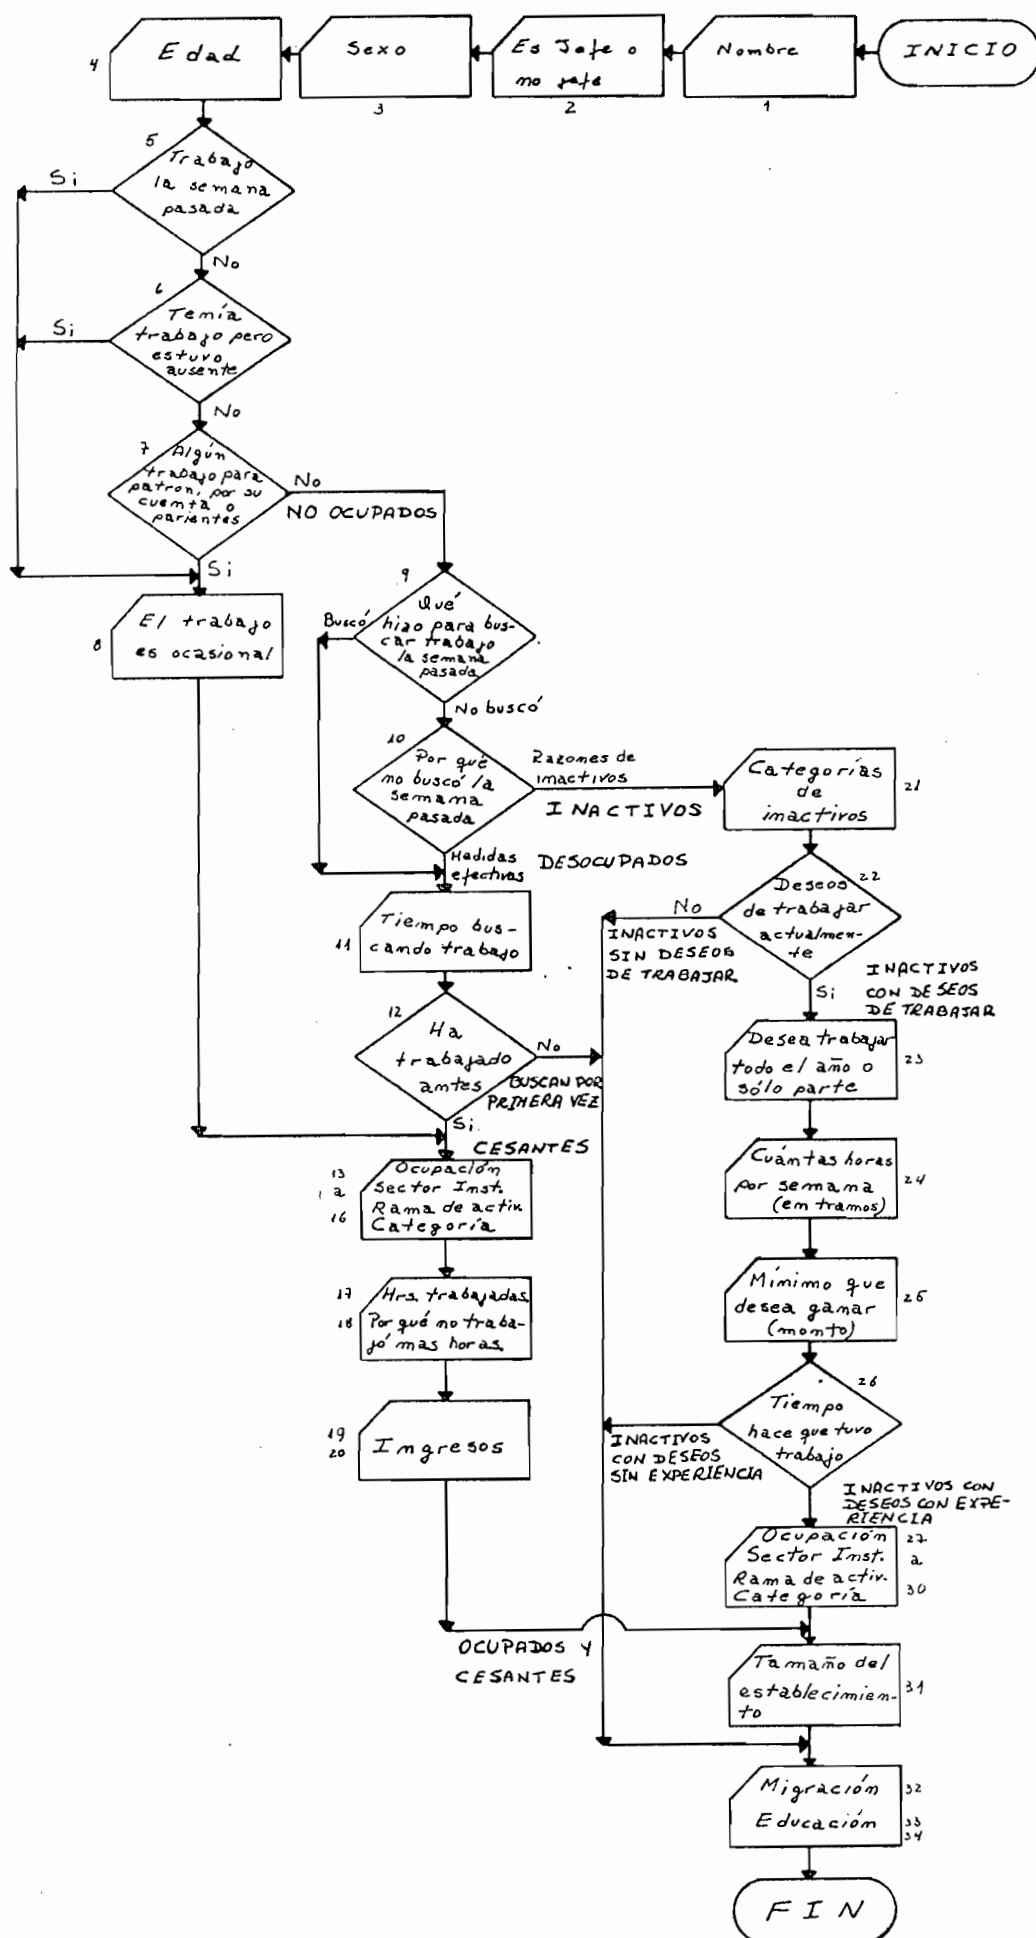 INICIO
Nombre
1
Es Jefe o
no jefe
2
Sexo
3
4
Edad
5
Trabajo
la semana
pasada
Si
No
6
Tenía
trabajo pero
estuvo
ausente
Si
No
7 Algún
trabajo para
patron, por su
cuenta o
parientes
No
NO OCUPADOS
Si
8
El trabajo
es ocasional
9
Qué
hizo para bus-
car trabajo
la semana
pasada
Buscó
No buscó
10
Por qué
no buscó la
semana
pasada
Razones de
inactivos
INACTIVOS
Medidas
efectivas
DESOCUPADOS
11
Tiempo bus-
cando trabajo
12
Ha
trabajado
antes
No
BUSCAN POR
PRIMERA VEZ
Si
CESANTES
13
a
16
Ocupación
Sector Inst.
Rama de activ.
Categoría
17
18
Hrs. trabajadas
Por qué no traba-
jó mas horas
19
20
Ingresos
OCUPADOS Y
CESANTES
Categorías
de
inactivos
21
22
Deseos
de trabajar
actualmen-
te
No
INACTIVOS
SIN DESEOS
DE TRABAJAR
Si
INACTIVOS
CON DESEOS
DE TRABAJAR
Desea trabajar
todo el año o
sólo parte
23
Cuántas horas
por semana
(en tramos)
24
Mínimo que
desea ganar
(monto)
25
26
Tiempo
hace que tuvo
trabajo
INACTIVOS
CON DESEOS
SIN EXPERIENCIA
INACTIVOS CON
DESEOS CON EXPE-
RIENCIA
Ocupación
Sector Inst.
Rama de activ.
Categoría
27
a
30
Tamaño del
establecimien-
to
31
Migración
Educación
32
33
34
FIN